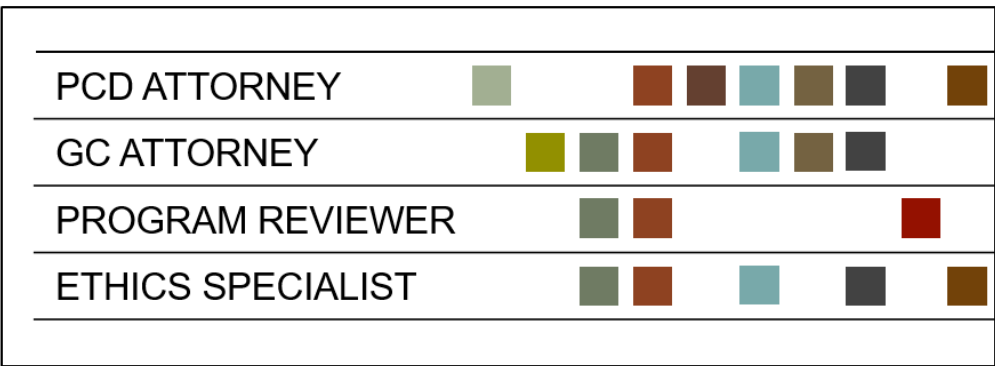 PCD ATTORNEY
GC ATTORNEY
PROGRAM REVIEWER
ETHICS SPECIALIST